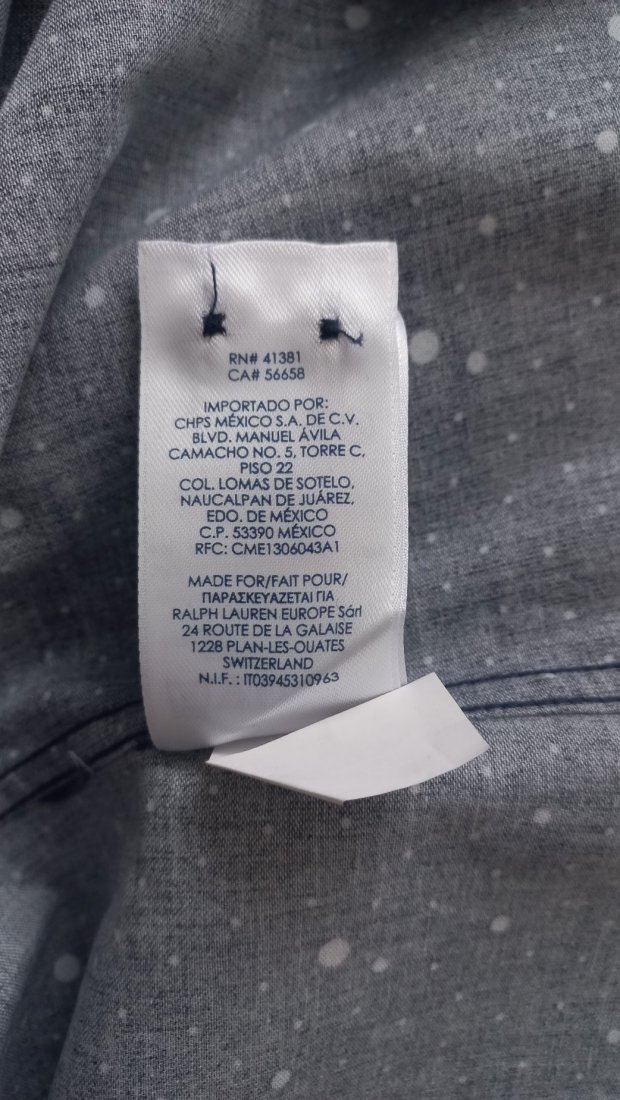 RN# 41381
CA# 56658
IMPORTADO POR:
CHPS MÉXICO S.A. DE C.V.
BLVD. MANUEL ÁVILA
CAMACHO NO. 5, TORRE C,
PISO 22
COL. LOMAS DE SOTELO,
NAUCALPAN DE JUÁREZ,
EDO. DE MÉXICO
C.P. 53390 MÉXICO
RFC: CME1306043A1
MADE FOR/FAIT POUR/
ΠΑΡΑΣΚΕΥΑΖΕΤΑΙ ΓΙΑ
RALPH LAUREN EUROPE Sárl
24 ROUTE DE LA GALAISE
1228 PLAN-LES-OUATES
SWITZERLAND
N.I.F. : IT03945310963